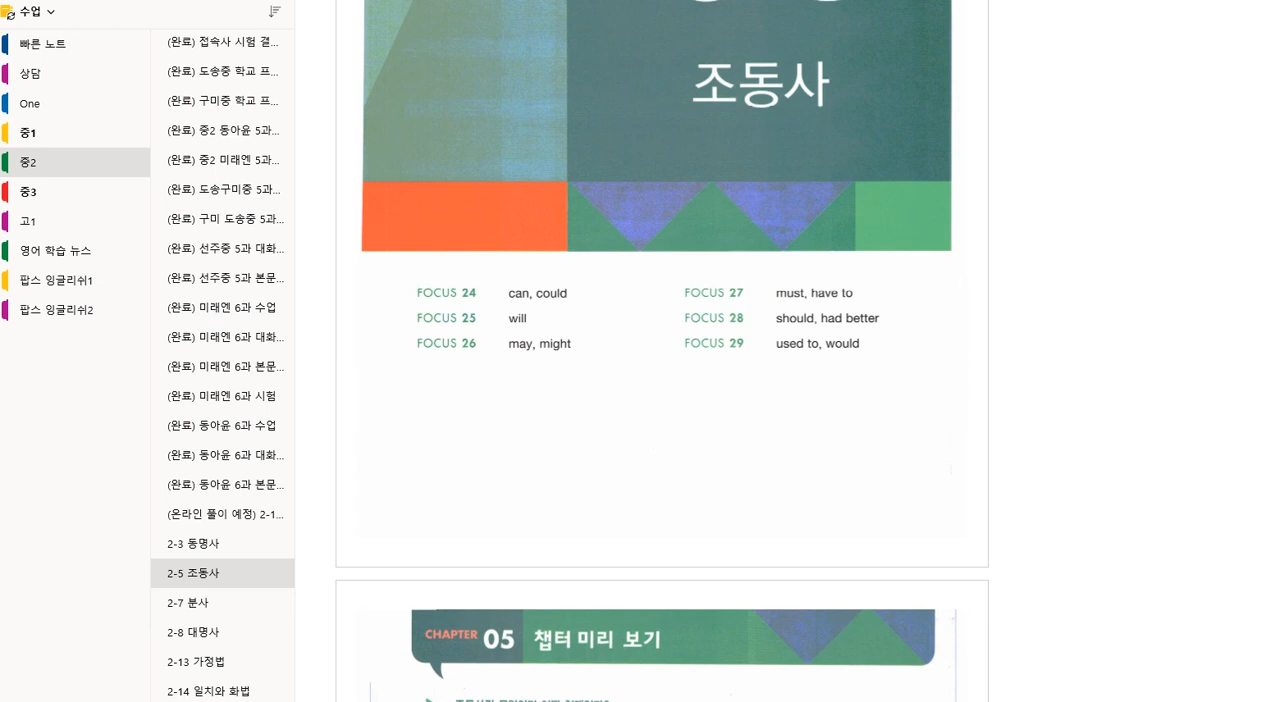 수업
빠른 노트
상담
One
중1
중2
중3
고1
영어 학습 뉴스
팝스 잉글리쉬1
팝스 잉글리쉬2
(완료) 접속사 시험 결...
(완료) 도송중 학교 프...
(완료) 구미중 학교 프...
(완료) 중2 동아윤 5과...
(완료) 중2 미래엔 5과...
(완료) 도송구미중 5과...
(완료) 구미 도송중 5과...
(완료) 선주중 5과 대화...
(완료) 선주중 5과 본문...
(완료) 미래엔 6과 수업
(완료) 미래엔 6과 대화...
(완료) 미래엔 6과 본문...
(완료) 미래엔 6과 시험
(완료) 동아윤 6과 수업
(완료) 동아윤 6과 대화...
(완료) 동아윤 6과 본문...
(온라인 풀이 예정) 2-1...
2-3 동명사
2-5 조동사
2-7 분사
2-8 대명사
2-13 가정법
2-14 일치와 화법
조동사
FOCUS 24 can, could
FOCUS 25 will
FOCUS 26 may, might
FOCUS 27 must, have to
FOCUS 28 should, had better
FOCUS 29 used to, would
CHAPTER 05 챕터 미리 보기